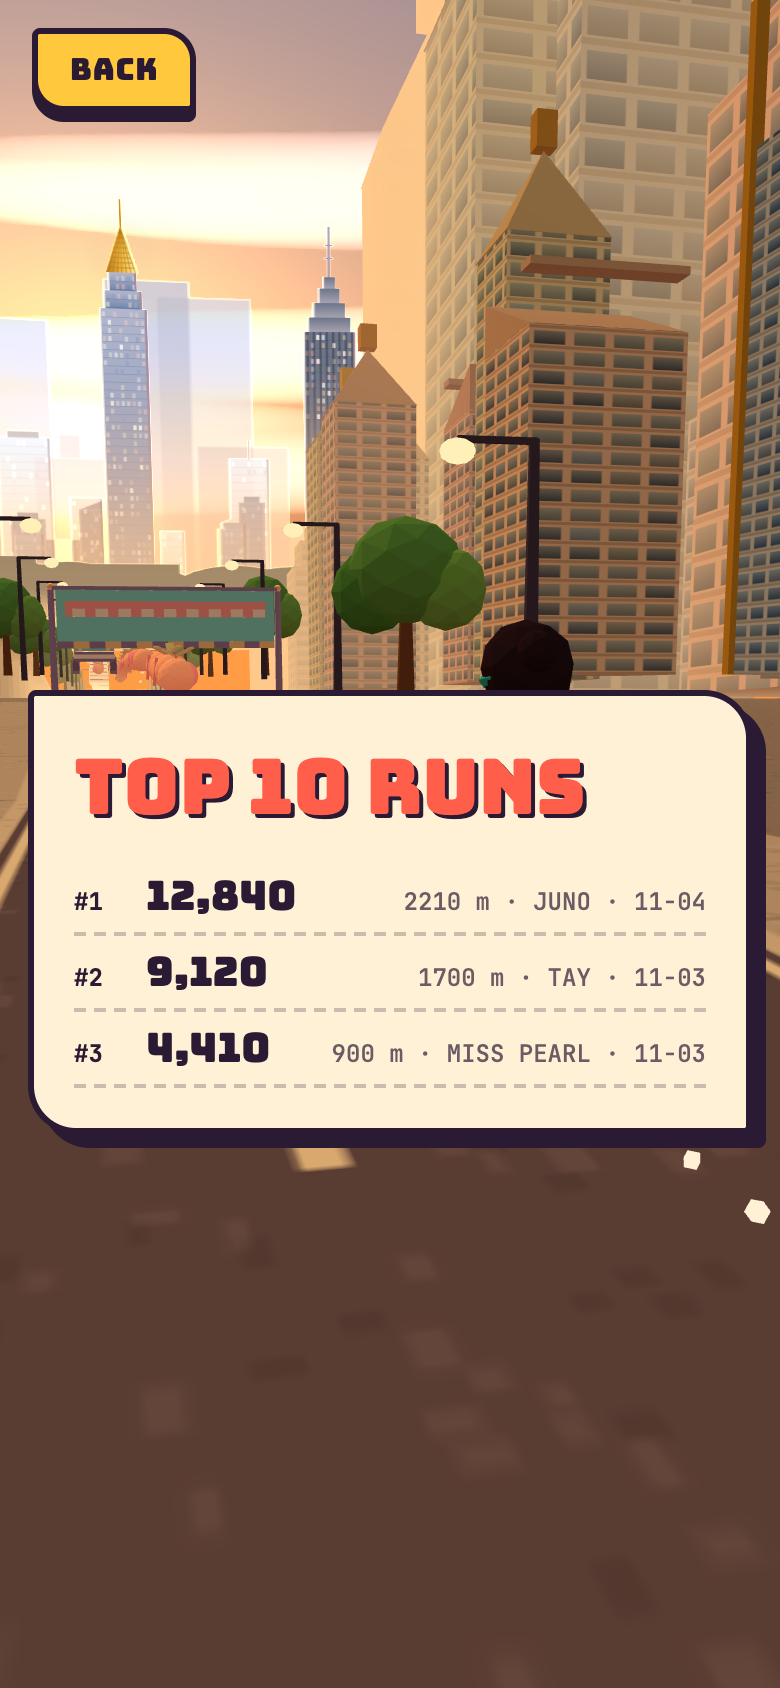 BACK
TOP 10 RUNS
#1 12,840 2210 m · JUNO · 11-04
#2 9,120 1700 m · TAY · 11-03
#3 4,410 900 m · MISS PEARL · 11-03